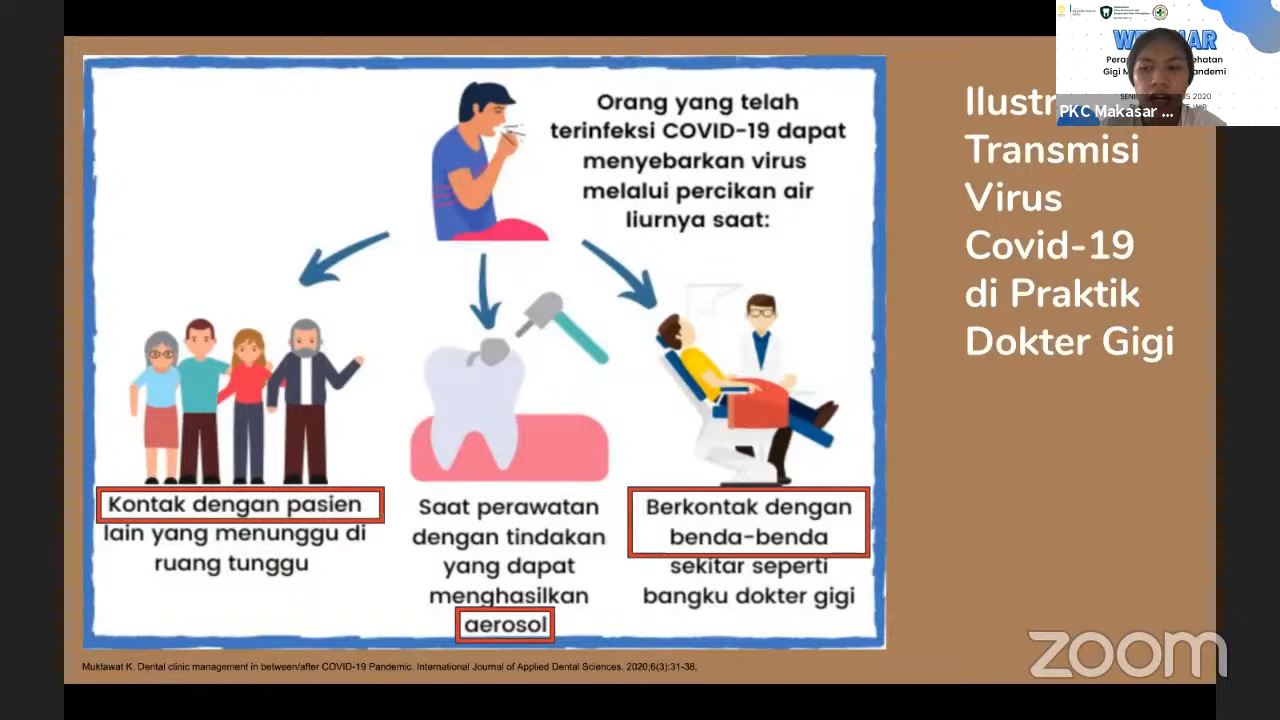 Orang yang telah
terinfeksi COVID-19 dapat
menyebarkan virus
melalui percikan air
liurnya saat:
Kontak dengan pasien
lain yang menunggu di
ruang tunggu
Saat perawatan
dengan tindakan
yang dapat
menghasilkan
aerosol
Berkontak dengan
benda-benda
sekitar seperti
bangku dokter gigi
Muktawat K. Dental clinic management in between/after COVID-19 Pandemic. International Journal of Applied Dental Sciences. 2020;6(3):31-38.
Transmisi
Virus
Covid-19
di Praktik
Dokter Gigi
PKC Makasar ...
zoom